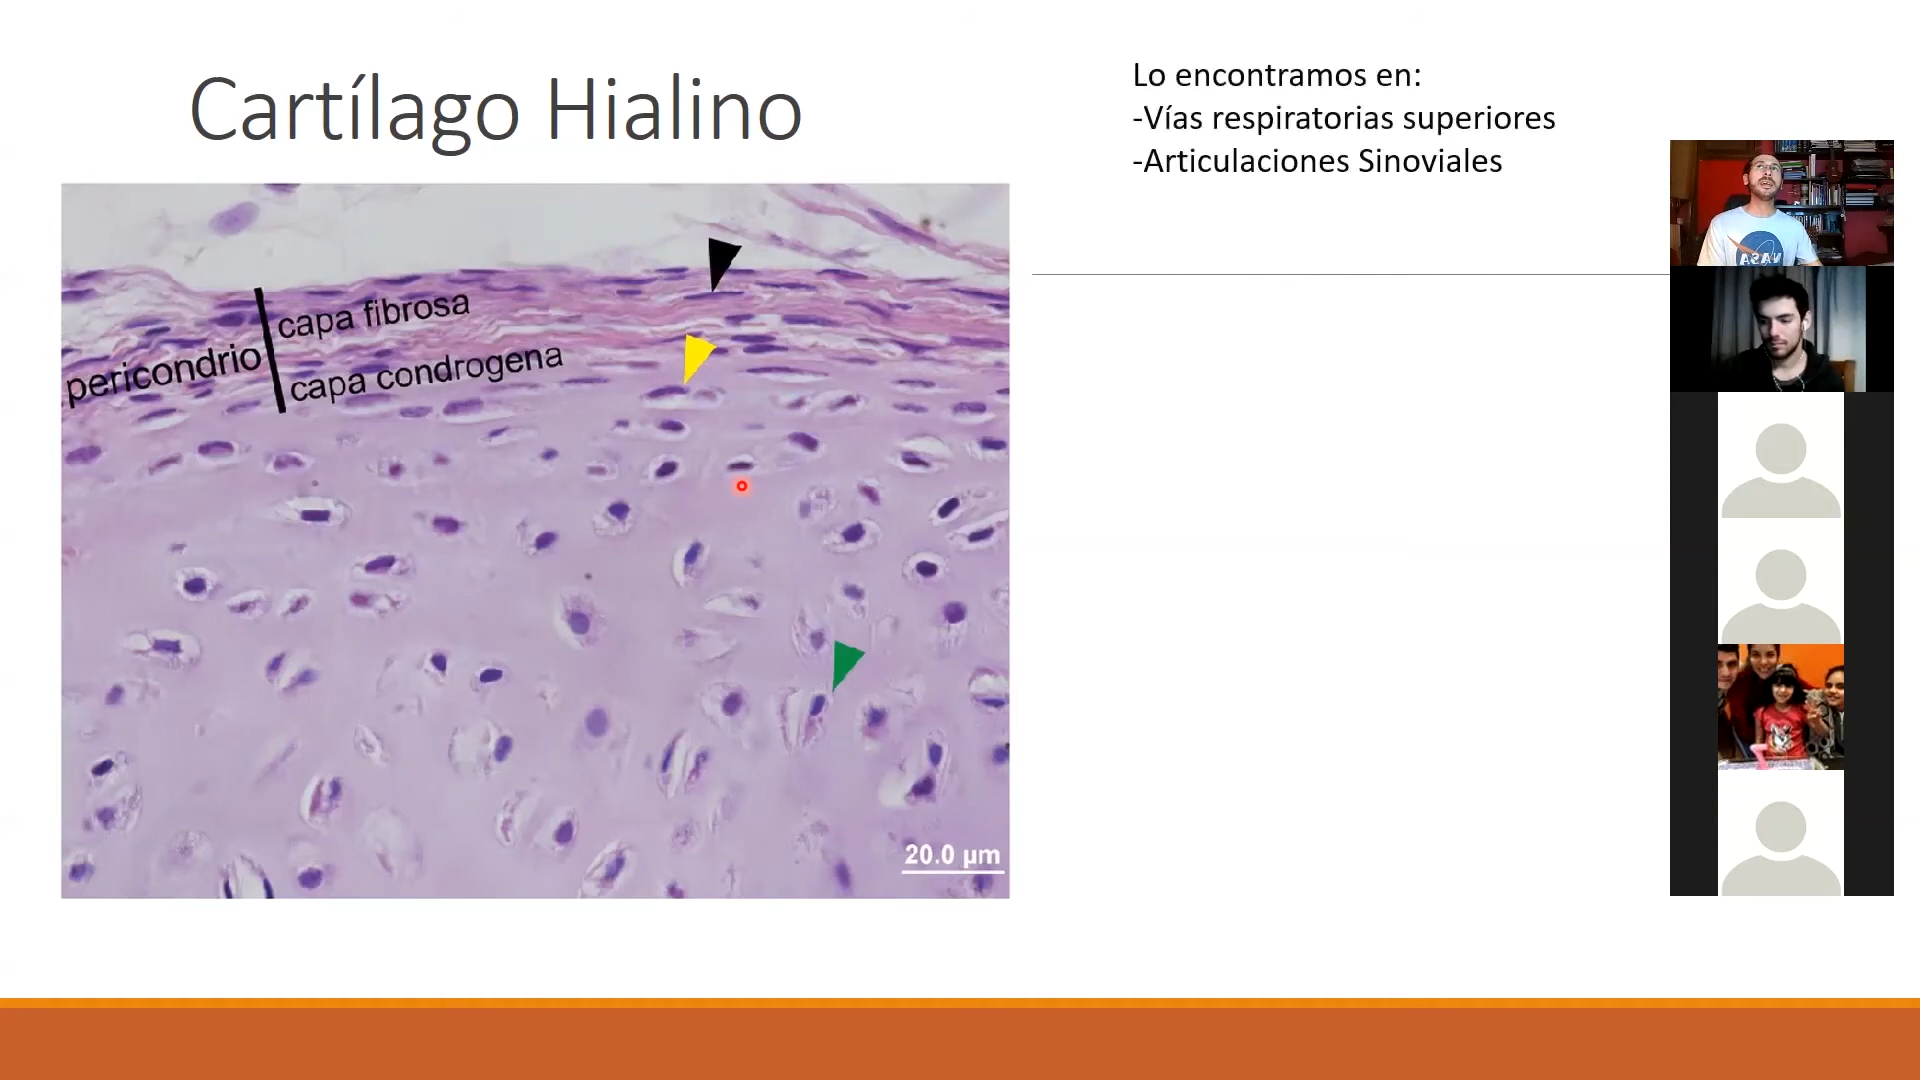 Cartílago Hialino
Lo encontramos en:
-Vías respiratorias superiores
-Articulaciones Sinoviales
pericondrio
capa fibrosa
capa condrogena
20.0 µm